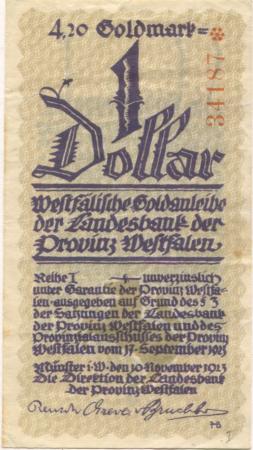 4,20 Goldmark =
1
34187*
Dollar
Westfälische Goldanleihe
der Landesbank der
Provinz Westfalen
Reihe I unverzinslich
unter Garantie der Provinz Westfa-
len-ausgegeben auf Grund des § 3
der Satzungen der Landesbank
der Provinz Westfalen und des
Provinzialausschusses der Provinz
Westfalen vom 17. September 1923
Münster i. W. den 10. November 1923
Die Direktion der Landesbank
der Provinz Westfalen